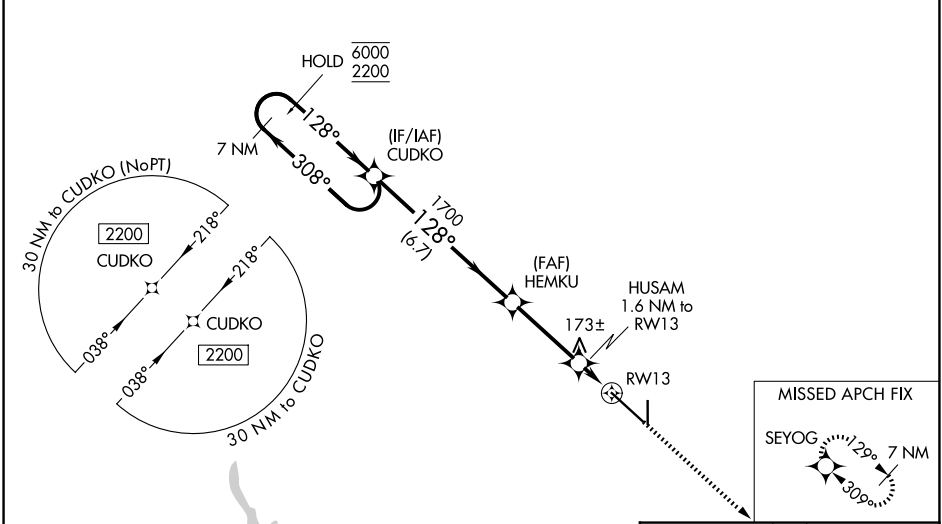 HOLD 6000
2200
128°
7 NM
308°
(IF/IAF)
CUDKO
1700
128°
(6.7)
(FAF)
HEMKU
HUSAM
1.6 NM to
RW13
173±
RW13
30 NM to CUDKO (NoPT)
2200
CUDKO
218°
038°
218°
CUDKO
2200
038°
30 NM to CUDKO
MISSED APCH FIX
SEYOG
129°
7 NM
309°